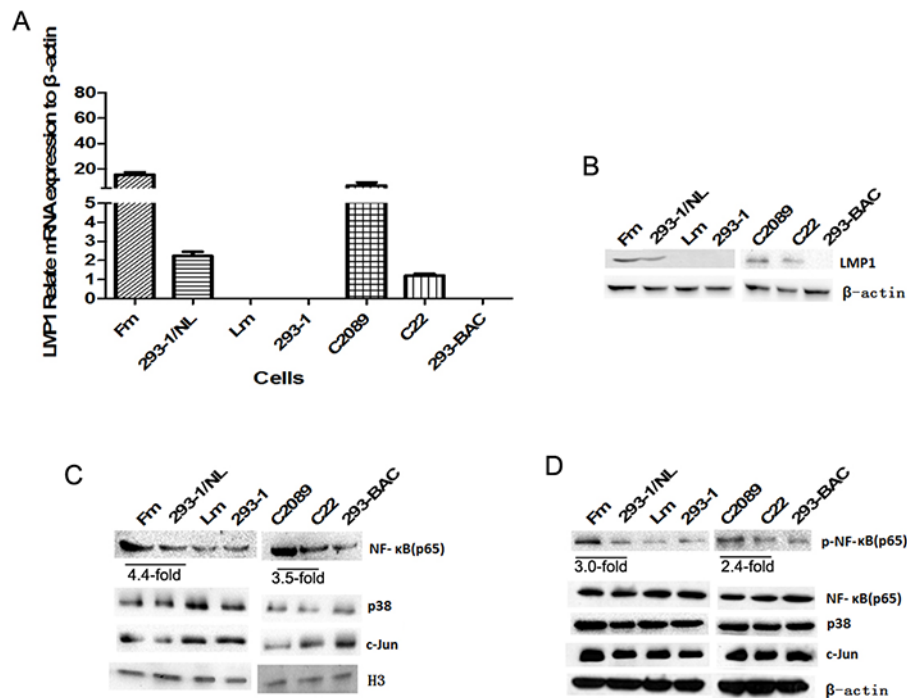 A
LMP1 Relate mRNA expression to β-actin
80
60
40
20
5
4
3
2
1
0
Fm
293-1/NL
Lm
293-1
C2089
C22
293-BAC
Cells
B
Fm
293-1/NL
Lm
293-1
C2089
C22
293-BAC
LMP1
β-actin
C
Fm
293-1/NL
Lm
293-1
C2089
C22
293-BAC
NF-κB(p65)
4.4-fold
3.5-fold
p38
c-Jun
H3
D
Fm
293-1/NL
Lm
293-1
C2089
C22
293-BAC
p-NF-κB(p65)
3.0-fold
2.4-fold
NF-κB(p65)
p38
c-Jun
β-actin